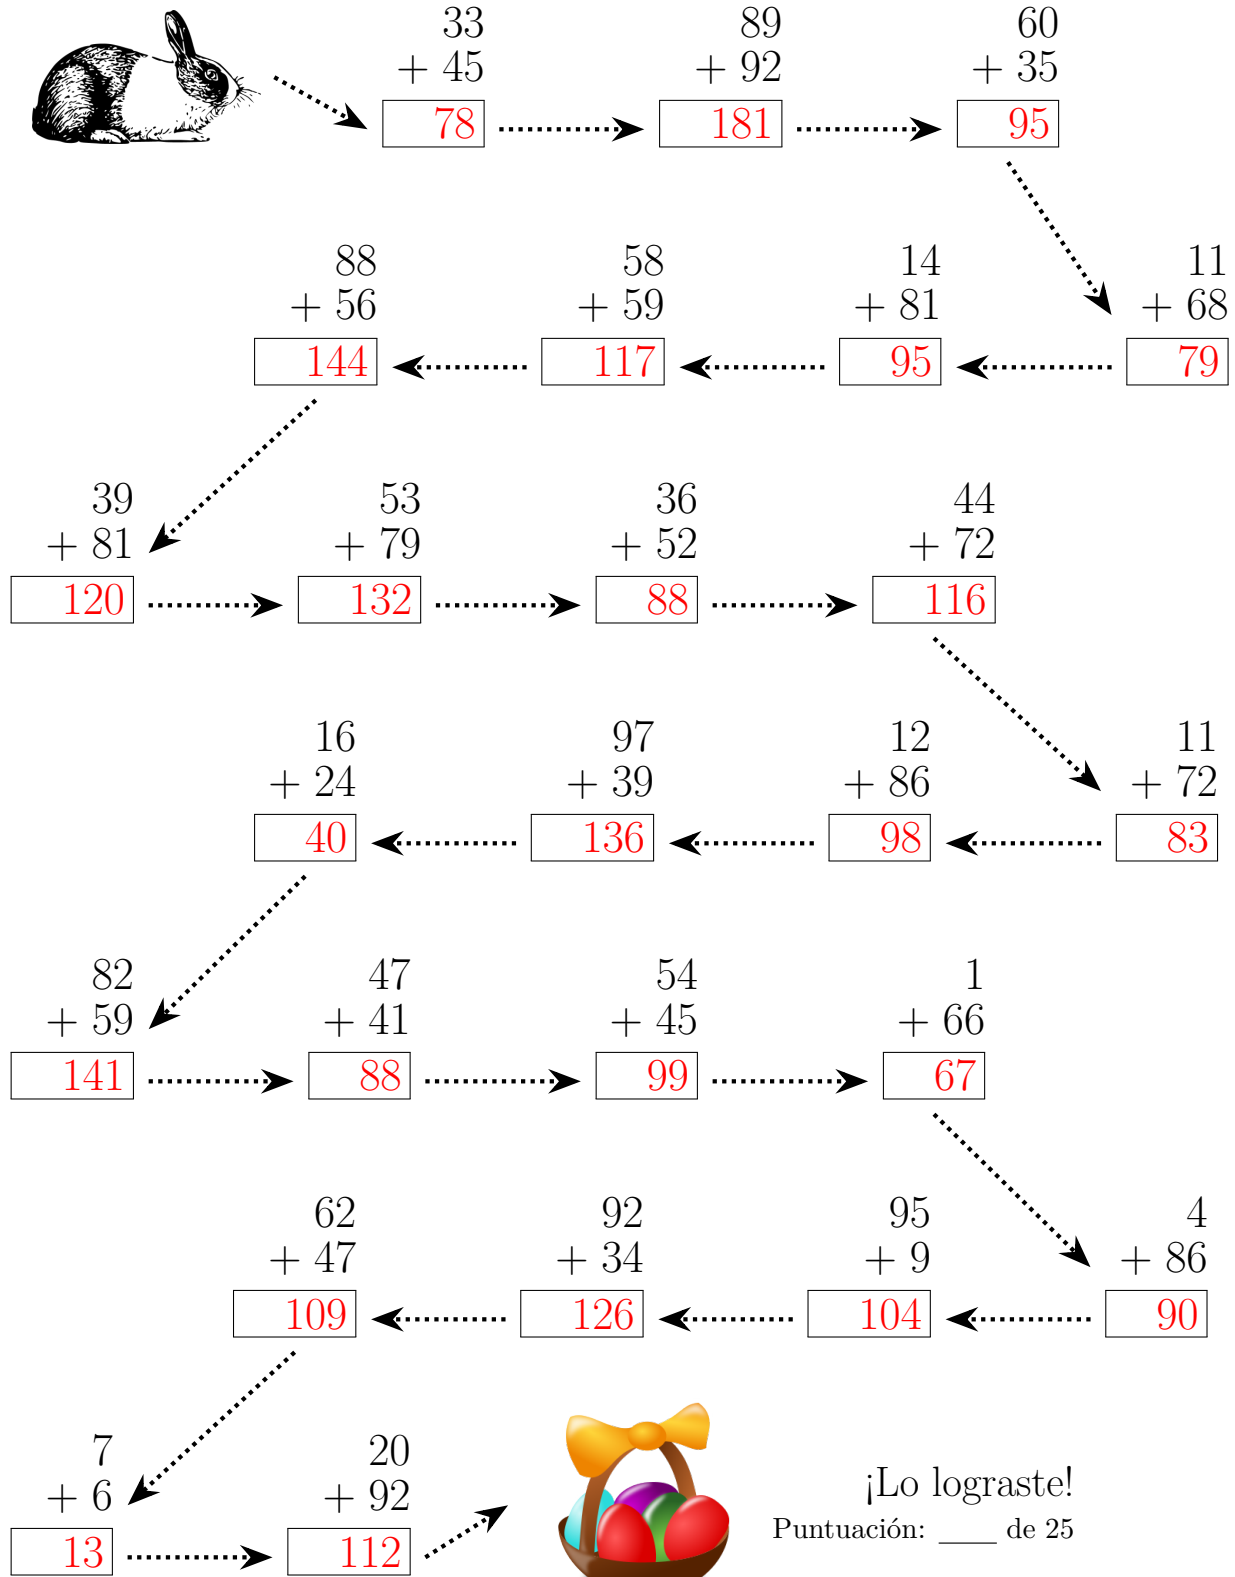 33 89 60
+ 45 + 92 + 35
78 181 95
88 58 14 11
+ 56 + 59 + 81 + 68
144 117 95 79
39 53 36 44
+ 81 + 79 + 52 + 72
120 132 88 116
16 97 12 11
+ 24 + 39 + 86 + 72
40 136 98 83
82 47 54 1
+ 59 + 41 + 45 + 66
141 88 99 67
62 92 95 4
+ 47 + 34 + 9 + 86
109 126 104 90
7 20
+ 6 + 92
13 112
¡Lo lograste!
Puntuación: ____ de 25